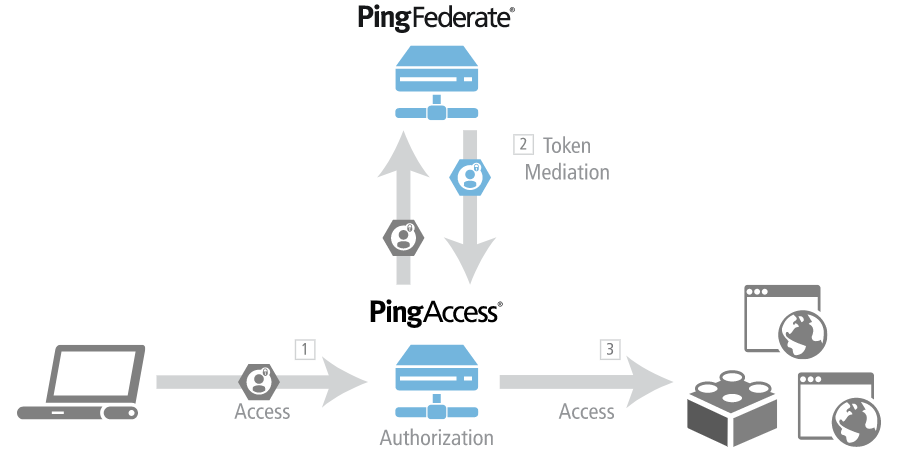 PingFederate®
2 Token
Mediation
PingAccess®
1
3
Access
Access
Authorization